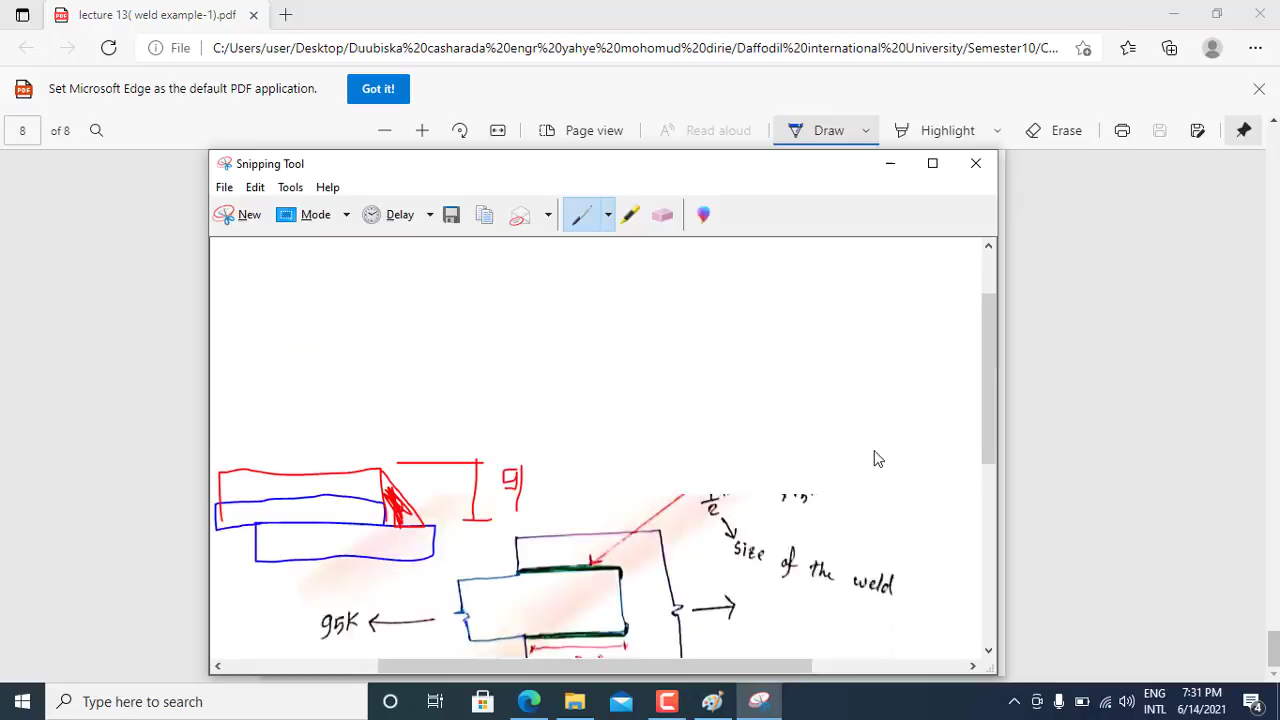 lecture 13( weld example-1).pdf
File
C:/Users/user/Desktop/Duubiska%20casharada%20engr%20yahye%20mohomud%20dirie/Daffodil%20international%20University/Semester10/C...
Set Microsoft Edge as the default PDF application.
Got it!
8 of 8
Page view
Read aloud
Draw
Highlight
Erase
Snipping Tool
File Edit Tools Help
New Mode Delay
1/2
size of the weld
95K
Type here to search
ENG
INTL
7:31 PM
6/14/2021
4